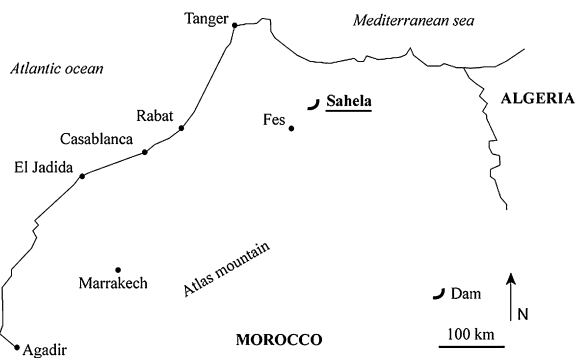 Tanger
Mediterranean sea
Atlantic ocean
Sahela
ALGERIA
Rabat
Fes
Casablanca
El Jadida
Atlas mountain
Marrakech
Dam
N
MOROCCO
100 km
Agadir